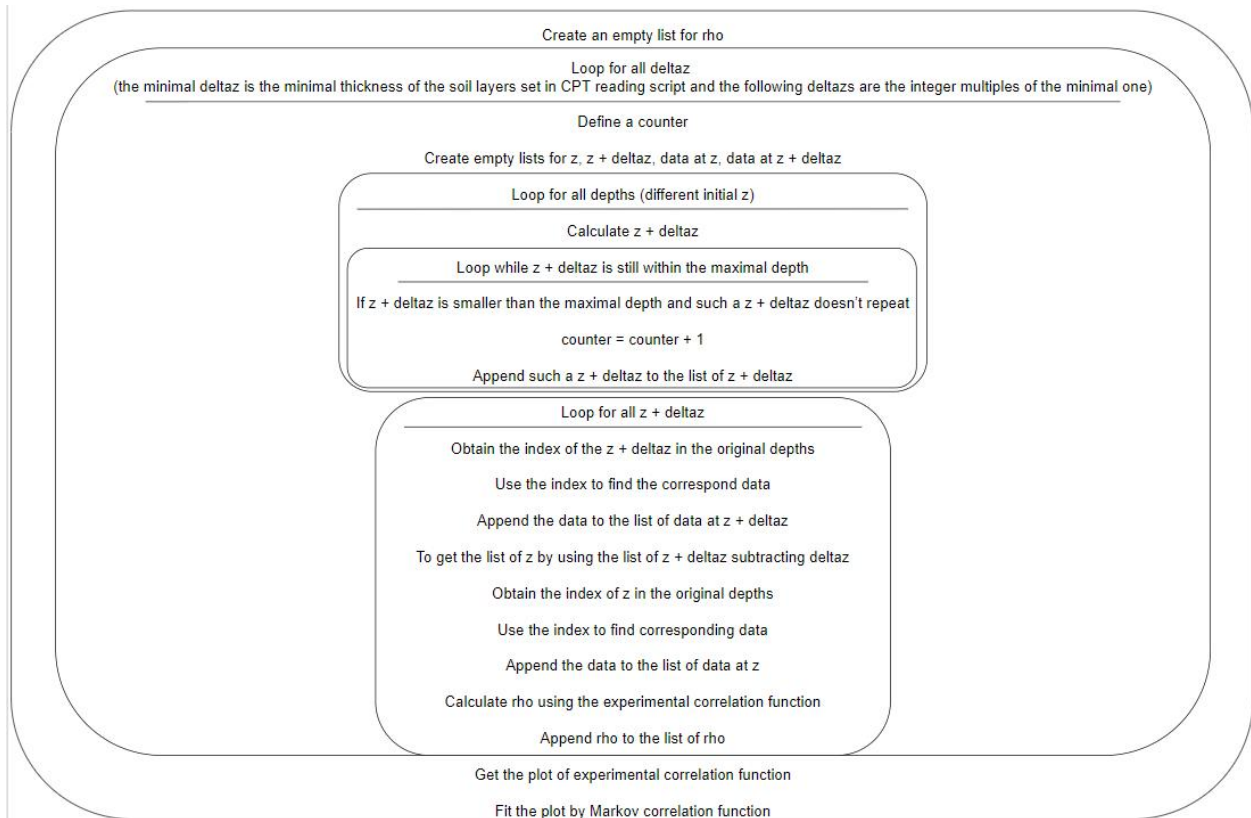 Create an empty list for rho
Loop for all deltaz
(the minimal deltaz is the minimal thickness of the soil layers set in CPT reading script and the following deltazs are the integer multiples of the minimal one)
Define a counter
Create empty lists for z, z + deltaz, data at z, data at z + deltaz
Loop for all depths (different initial z)
Calculate z + deltaz
Loop while z + deltaz is still within the maximal depth
If z + deltaz is smaller than the maximal depth and such a z + deltaz doesn't repeat
counter = counter + 1
Append such a z + deltaz to the list of z + deltaz
Loop for all z + deltaz
Obtain the index of the z + deltaz in the original depths
Use the index to find the correspond data
Append the data to the list of data at z + deltaz
To get the list of z by using the list of z + deltaz subtracting deltaz
Obtain the index of z in the original depths
Use the index to find corresponding data
Append the data to the list of data at z
Calculate rho using the experimental correlation function
Append rho to the list of rho
Get the plot of experimental correlation function
Fit the plot by Markov correlation function